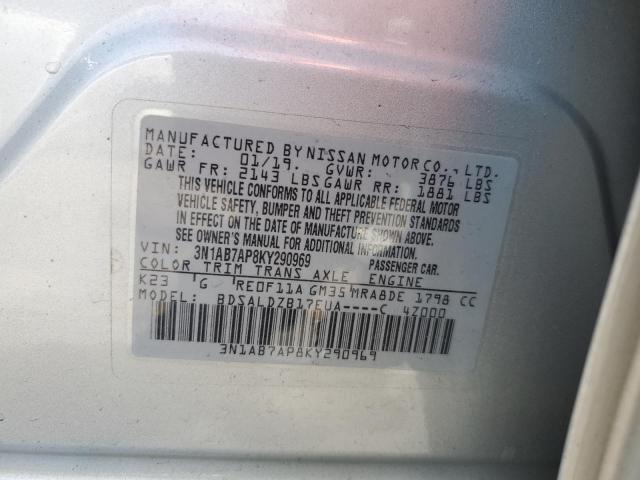 MANUFACTURED BY NISSAN MOTOR CO., LTD.
DATE: 01/19. GVWR: 3876 LBS
GAWR FR: 2143 LBS GAWR RR: 1881 LBS
THIS VEHICLE CONFORMS TO ALL APPLICABLE FEDERAL MOTOR
VEHICLE SAFETY, BUMPER AND THEFT PREVENTION STANDARDS
IN EFFECT ON THE DATE OF MANUFACTURE SHOWN ABOVE.
SEE OWNER'S MANUAL FOR ADDITIONAL INFORMATION.
VIN: 3N1AB7AP8KY290969 PASSENGER CAR.
COLOR TRIM TRANS AXLE ENGINE
K23 G RE0F11A GM35 MRA8DE 1798 CC
BDSALDZB17EUA----C 4Z000
3N1AB7AP8KY290969